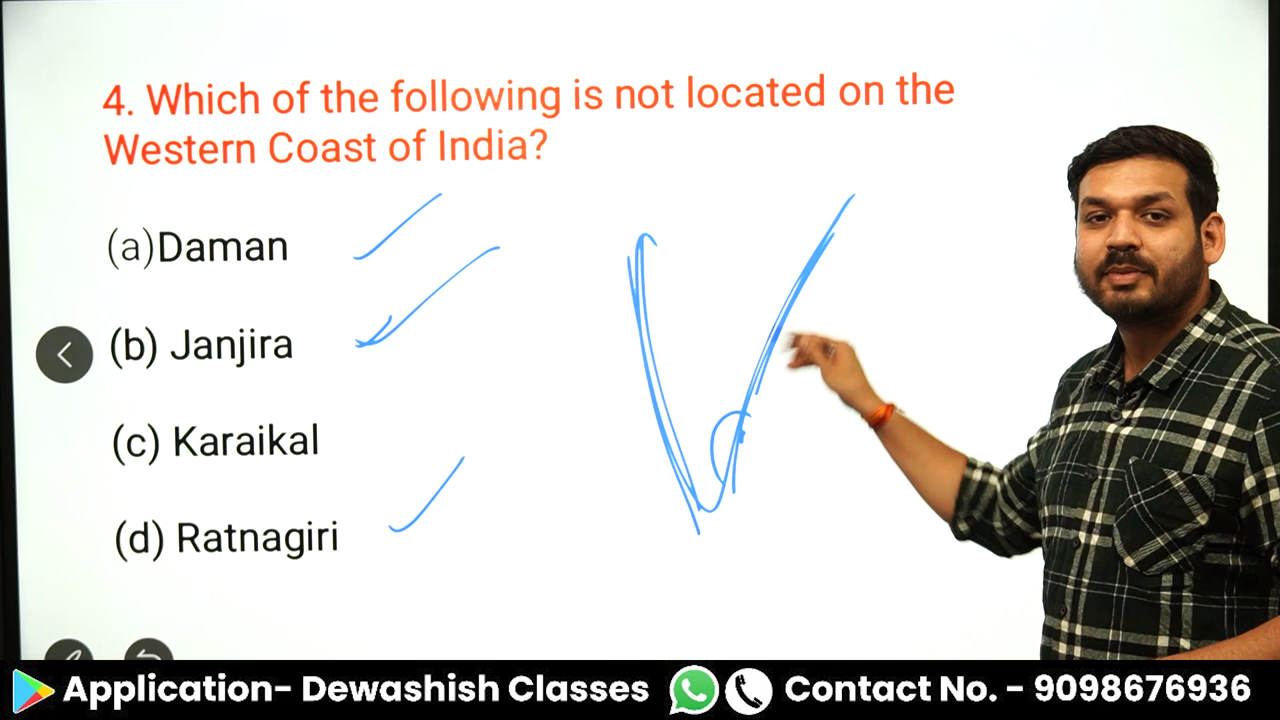 4. Which of the following is not located on the
Western Coast of India?
(a)Daman
(b) Janjira
(c) Karaikal
(d) Ratnagiri
Application- Dewashish Classes
Contact No. - 9098676936